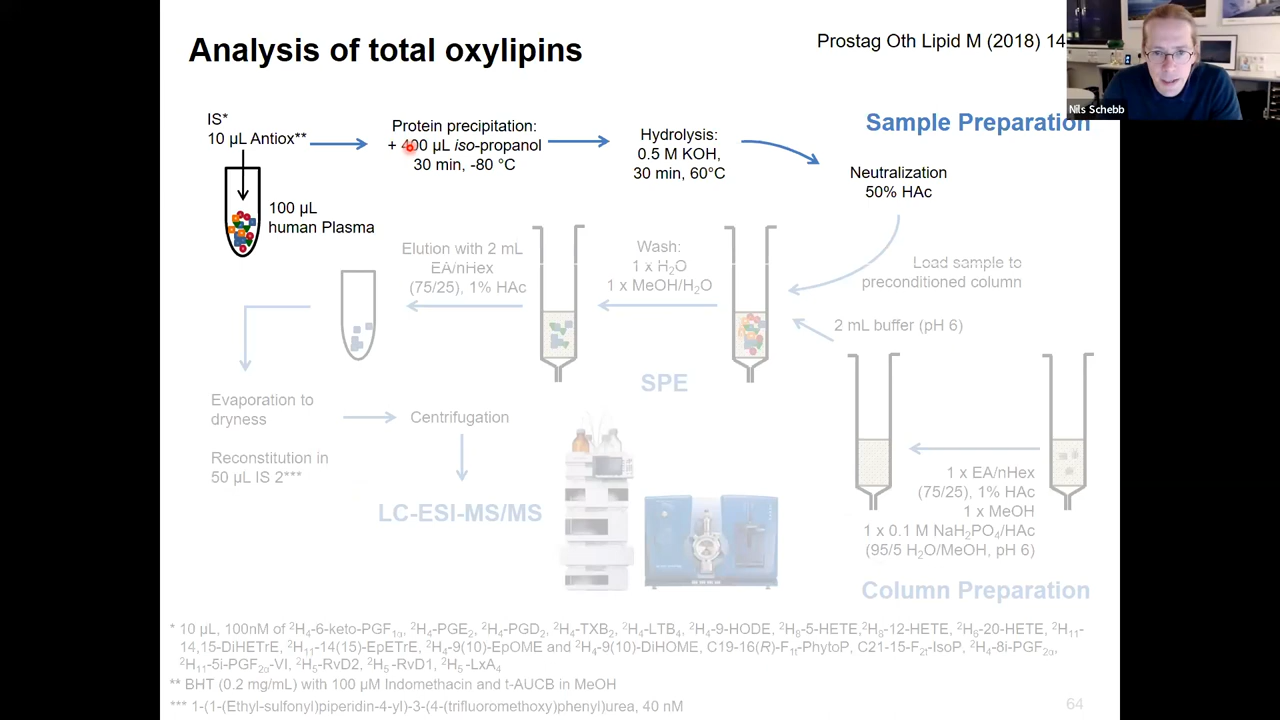 Analysis of total oxylipins
Prostag Oth Lipid M (2018) 14
Nils Schebb
Sample Preparation
IS*
10 µL Antiox**
100 µL
human Plasma
Protein precipitation:
+ 400 µL iso-propanol
30 min, -80 °C
Hydrolysis:
0.5 M KOH,
30 min, 60°C
Neutralization
50% HAc
Load sample to
preconditioned column
2 mL buffer (pH 6)
Wash:
1 x H₂O
1 x MeOH/H₂O
Elution with 2 mL
EA/nHex
(75/25), 1% HAc
SPE
Evaporation to
dryness
Reconstitution in
50 µL IS 2***
Centrifugation
LC-ESI-MS/MS
1 x EA/nHex
(75/25), 1% HAc
1 x MeOH
1 x 0.1 M NaH₂PO₄/HAc
(95/5 H₂O/MeOH, pH 6)
Column Preparation
* 10 µL, 100nM of ²H₄-6-keto-PGF₁α, ²H₄-PGE₂, ²H₄-PGD₂, ²H₄-TXB₂, ²H₄-LTB₄, ²H₄-9-HODE, ²H₈-5-HETE,²H₈-12-HETE, ²H₆-20-HETE, ²H₁₁-
14,15-DiHETrE, ²H₁₁-14(15)-EpETrE, ²H₄-9(10)-EpOME and ²H₄-9(10)-DiHOME, C19-16(R)-F₁t-PhytoP, C21-15-F₂t-IsoP, ²H₄-8i-PGF₂α,
²H₁₁-5i-PGF₂α-VI, ²H₅-RvD2, ²H₅-RvD1, ²H₅-LxA₄
** BHT (0.2 mg/mL) with 100 µM Indomethacin and t-AUCB in MeOH
*** 1-(1-(Ethyl-sulfonyl)piperidin-4-yl)-3-(4-(trifluoromethoxy)phenyl)urea, 40 nM
64